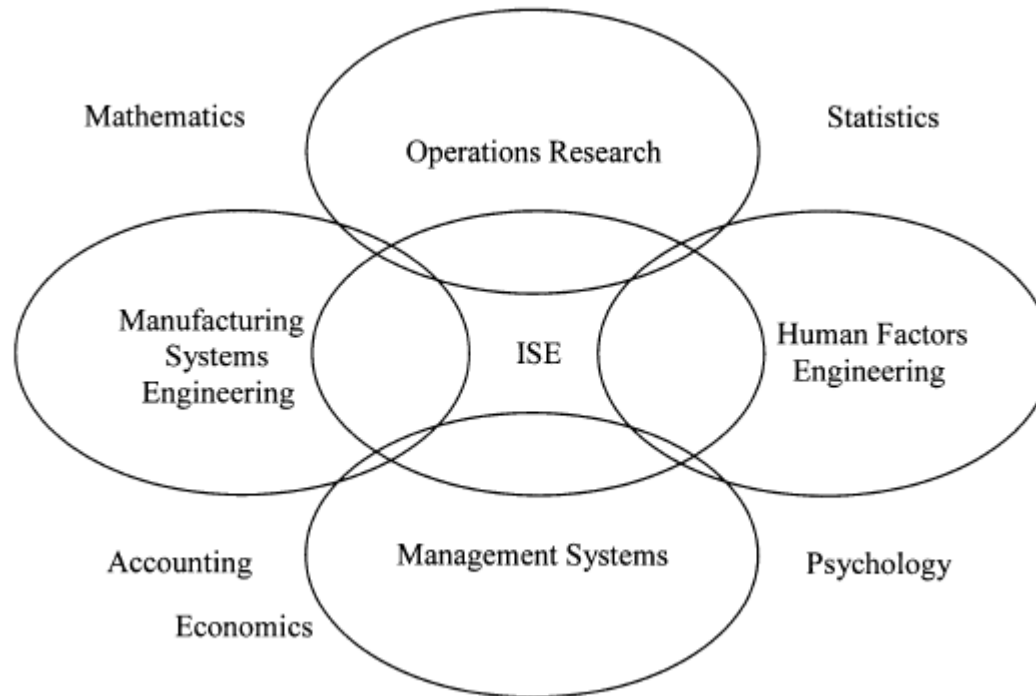 Mathematics
Statistics
Operations Research
Manufacturing
Systems
Engineering
ISE
Human Factors
Engineering
Accounting
Management Systems
Psychology
Economics